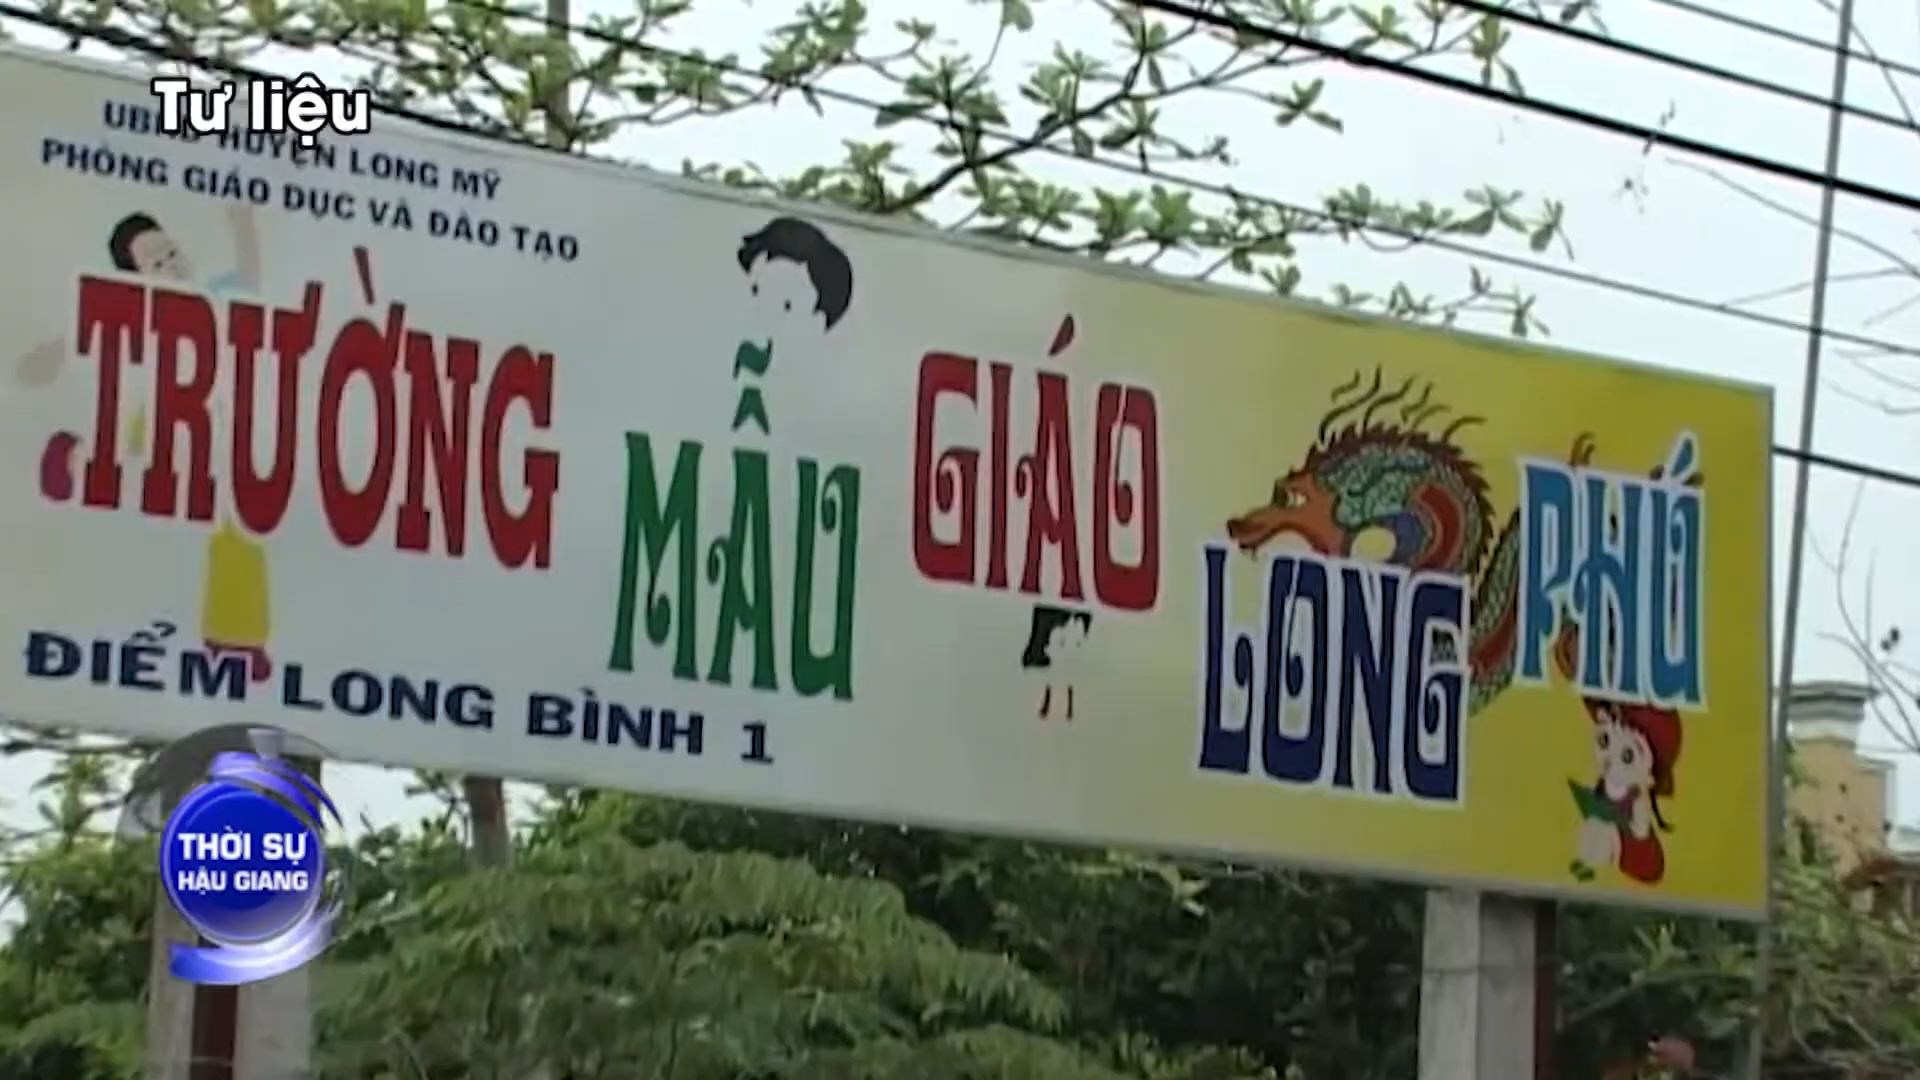 Tư liệu
UBND HUYỆN LONG MỸ
PHÒNG GIÁO DỤC VÀ ĐÀO TẠO
TRƯỜNG MẪU GIÁO LONG PHÚ
ĐIỂM LONG BÌNH 1
THỜI SỰ
HẬU GIANG